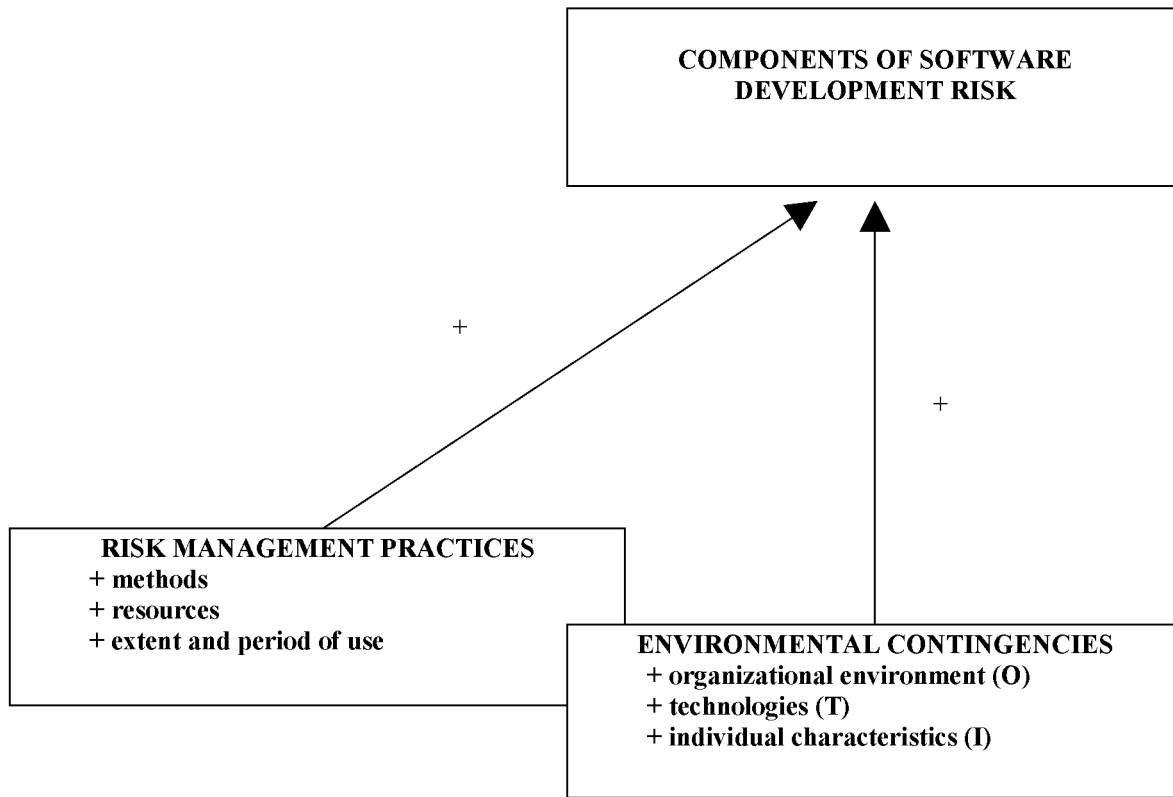 COMPONENTS OF SOFTWARE
DEVELOPMENT RISK
+
+
RISK MANAGEMENT PRACTICES
+ methods
+ resources
+ extent and period of use
ENVIRONMENTAL CONTINGENCIES
+ organizational environment (O)
+ technologies (T)
+ individual characteristics (I)